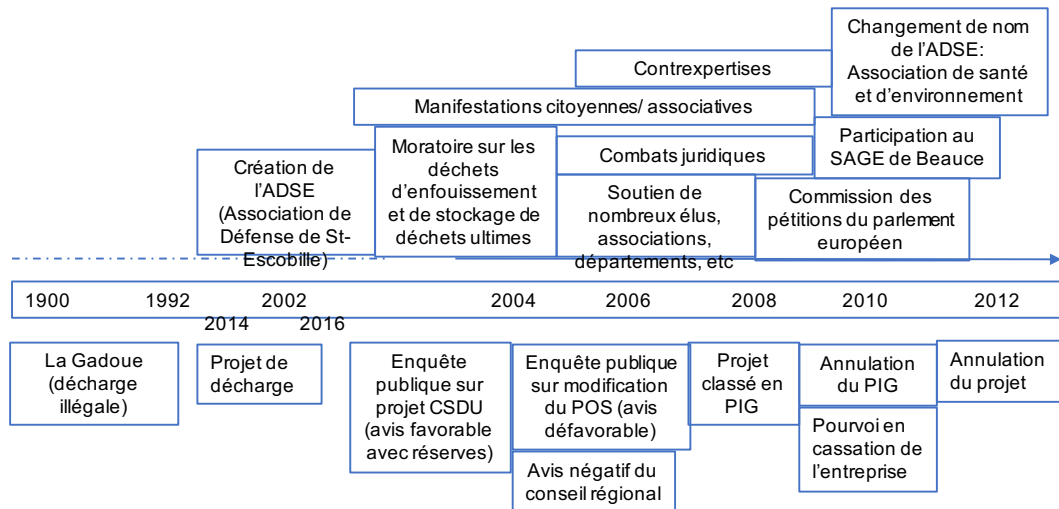 Changement de nom
de l’ADSE:
Association de santé
et d’environnement
Contrexpertises
Manifestations citoyennes/ associatives
Participation au
SAGE de Beauce
Moratoire sur les
déchets
d’enfouissement
et de stockage de
déchets ultimes
Combats juridiques
Création de
l’ADSE
(Association de
Défense de St-
Escobille)
Soutien de
nombreux élus,
associations,
départements, etc
Commission des
pétitions du parlement
européen
1900 1992 2002 2004 2006 2008 2010 2012
2014 2016
La Gadoue
(décharge
illégale)
Projet de
décharge
Enquête
publique sur
projet CSDU
(avis favorable
avec réserves)
Enquête publique
sur modification
du POS (avis
défavorable)
Avis négatif du
conseil régional
Projet
classé en
PIG
Annulation
du PIG
Pourvoi en
cassation de
l’entreprise
Annulation
du projet